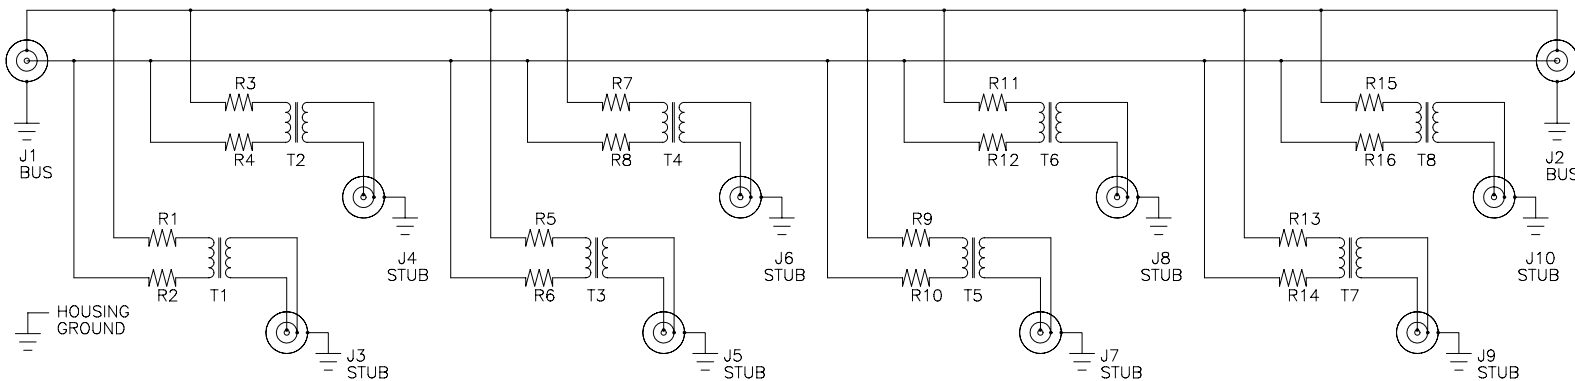 R3
R7
R11
R15
J1
BUS
R4
T2
R8
T4
R12
T6
R16
T8
J2
BUS
R1
R5
R9
R13
J4
STUB
J6
STUB
J8
STUB
J10
STUB
R2
T1
R6
T3
R10
T5
R14
T7
HOUSING
GROUND
J3
STUB
J5
STUB
J7
STUB
J9
STUB